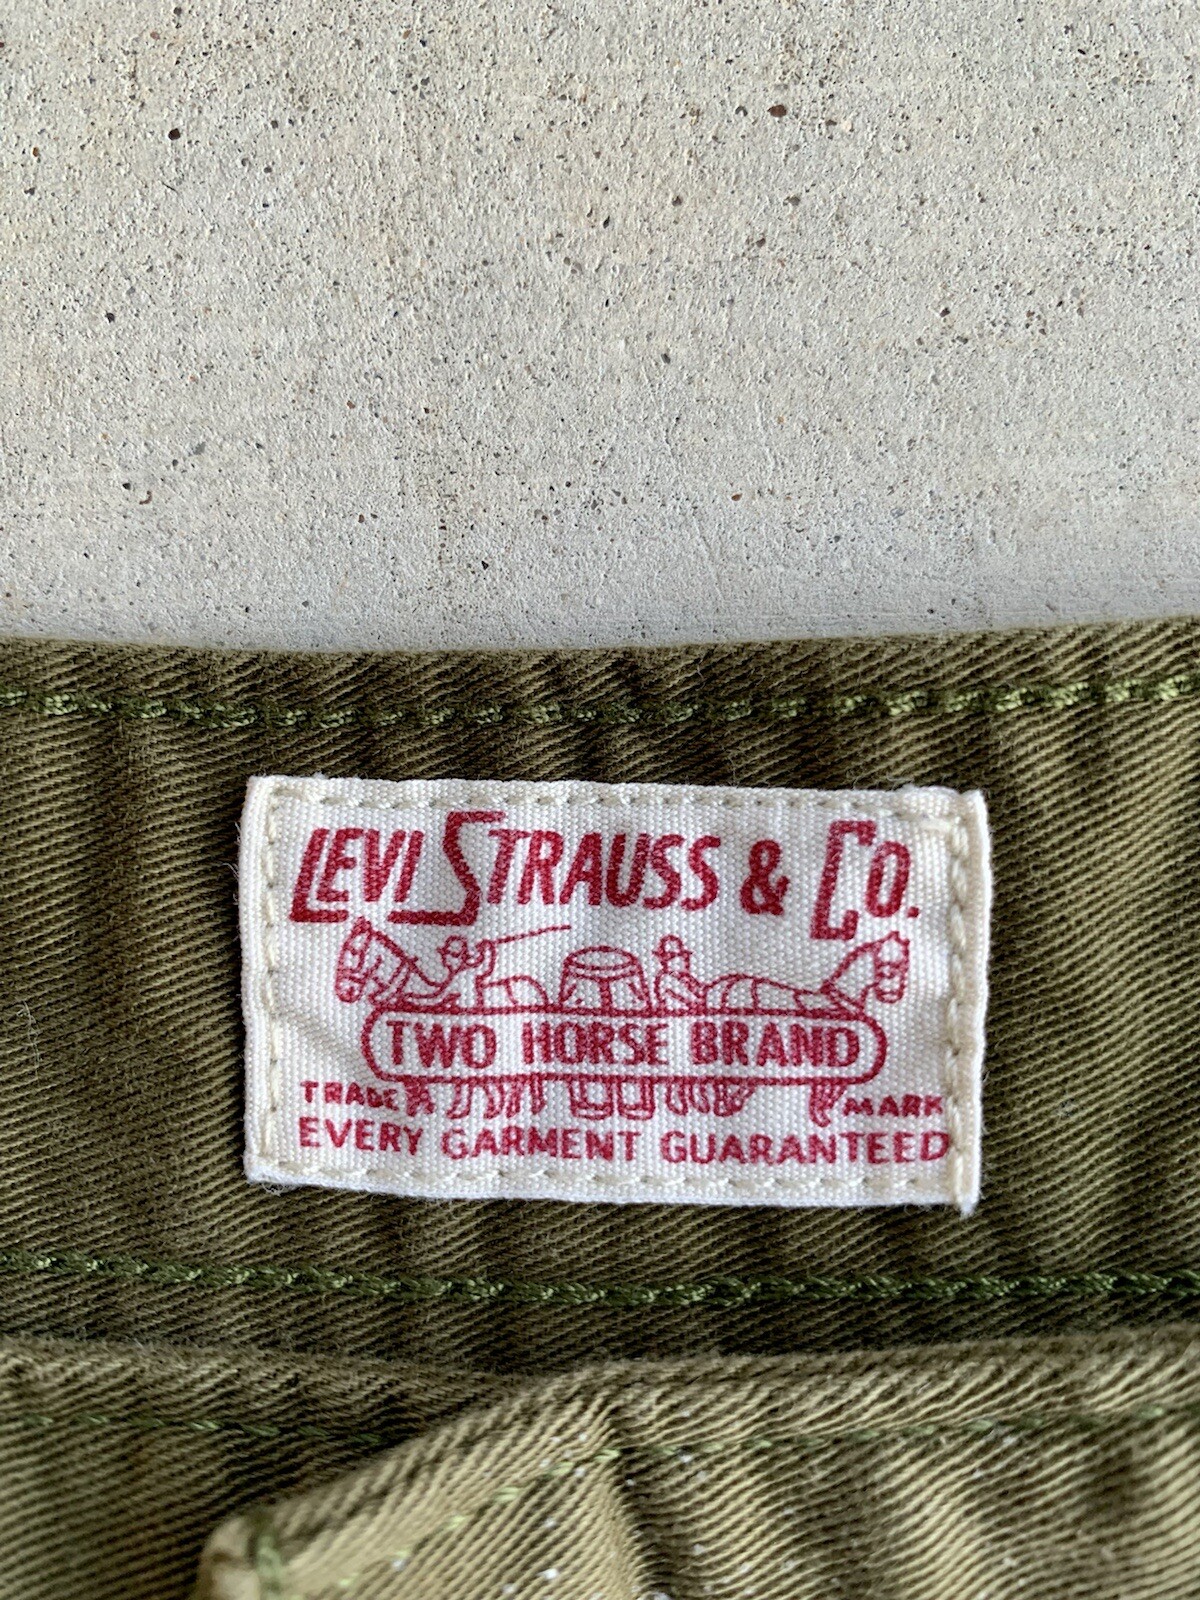 LEVI STRAUSS & CO.
TWO HORSE BRAND
TRADE MARK
EVERY GARMENT GUARANTEED